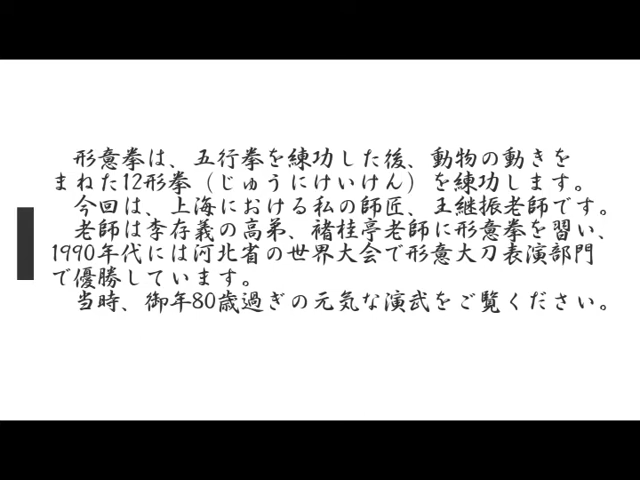 形意拳は、五行拳を練功した後、動物の動きを
まねた12形拳（じゅうにけいけん）を練功します。
今回は、上海における私の師匠、王継振老師です。
老師は李存義の高弟、褚桂亭老師に形意拳を習い、
1990年代には河北省の世界大会で形意大刀表演部門
で優勝しています。
当時、御年80歳過ぎの元気な演武をご覧ください。